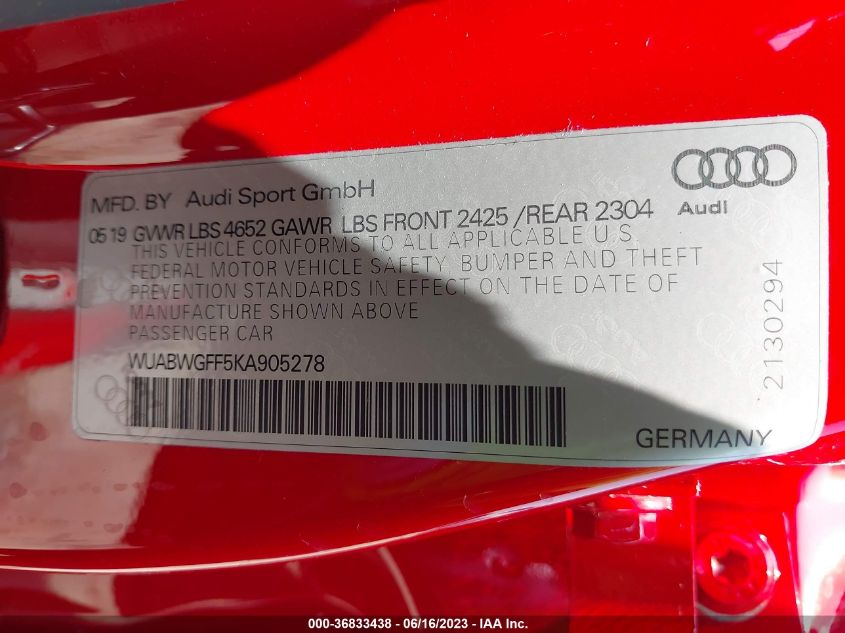 MFD. BY Audi Sport GmbH
Audi
0519 GVWR LBS 4652 GAWR LBS FRONT 2425 /REAR 2304
THIS VEHICLE CONFORMS TO ALL APPLICABLE U.S.
FEDERAL MOTOR VEHICLE SAFETY, BUMPER AND THEFT
PREVENTION STANDARDS IN EFFECT ON THE DATE OF
MANUFACTURE SHOWN ABOVE
PASSENGER CAR
WUABWGFF5KA905278
2130294
GERMANY
000-36833438 - 06/16/2023 - IAA Inc.